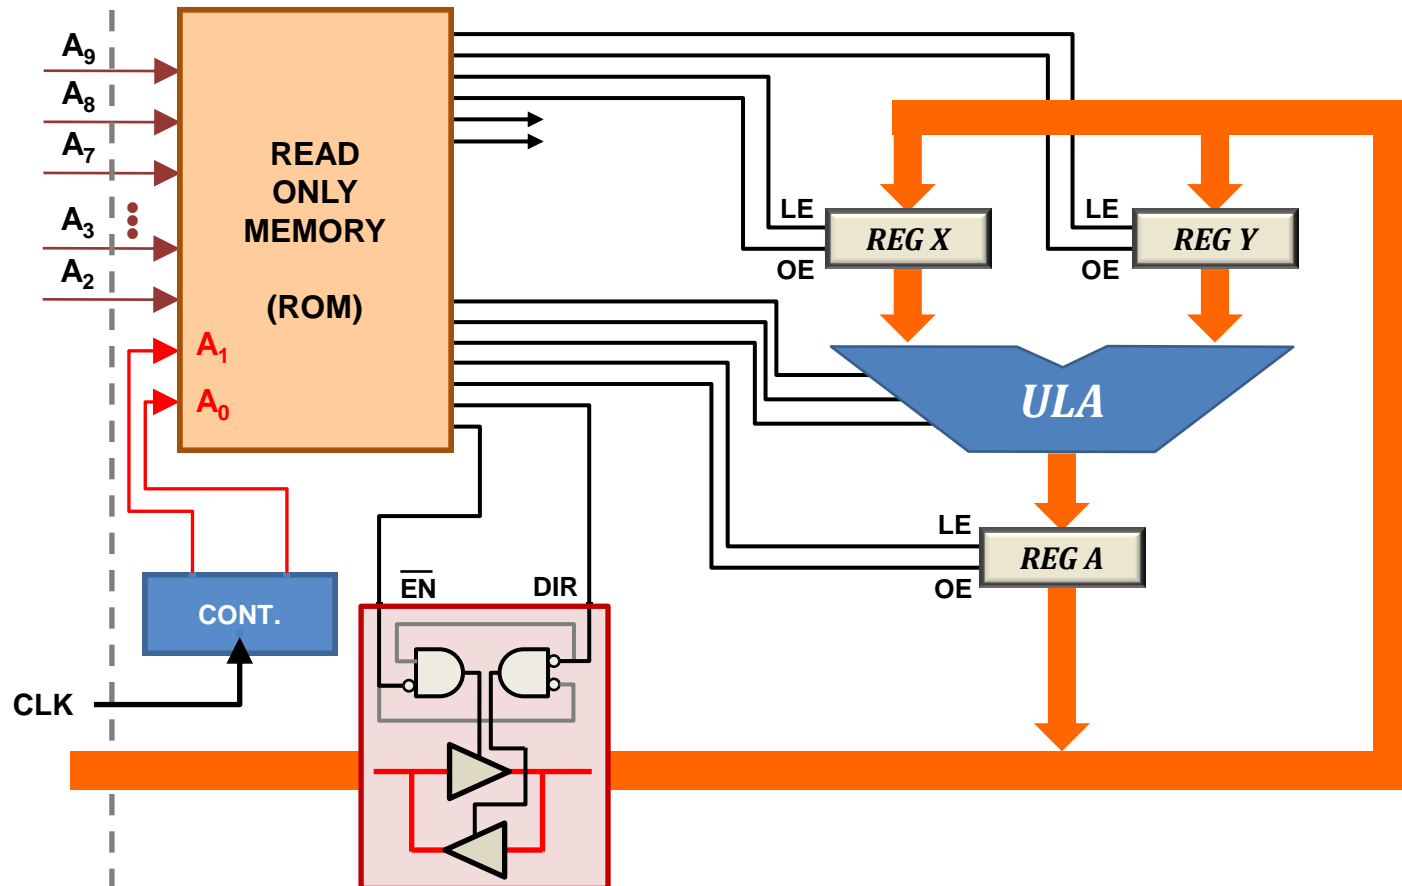 A9
A8
A7
A3
A2
A1
A0
READ
ONLY
MEMORY
(ROM)
LE
REG X
OE
LE
REG Y
OE
ULA
LE
REG A
OE
CONT.
CLK
EN
DIR